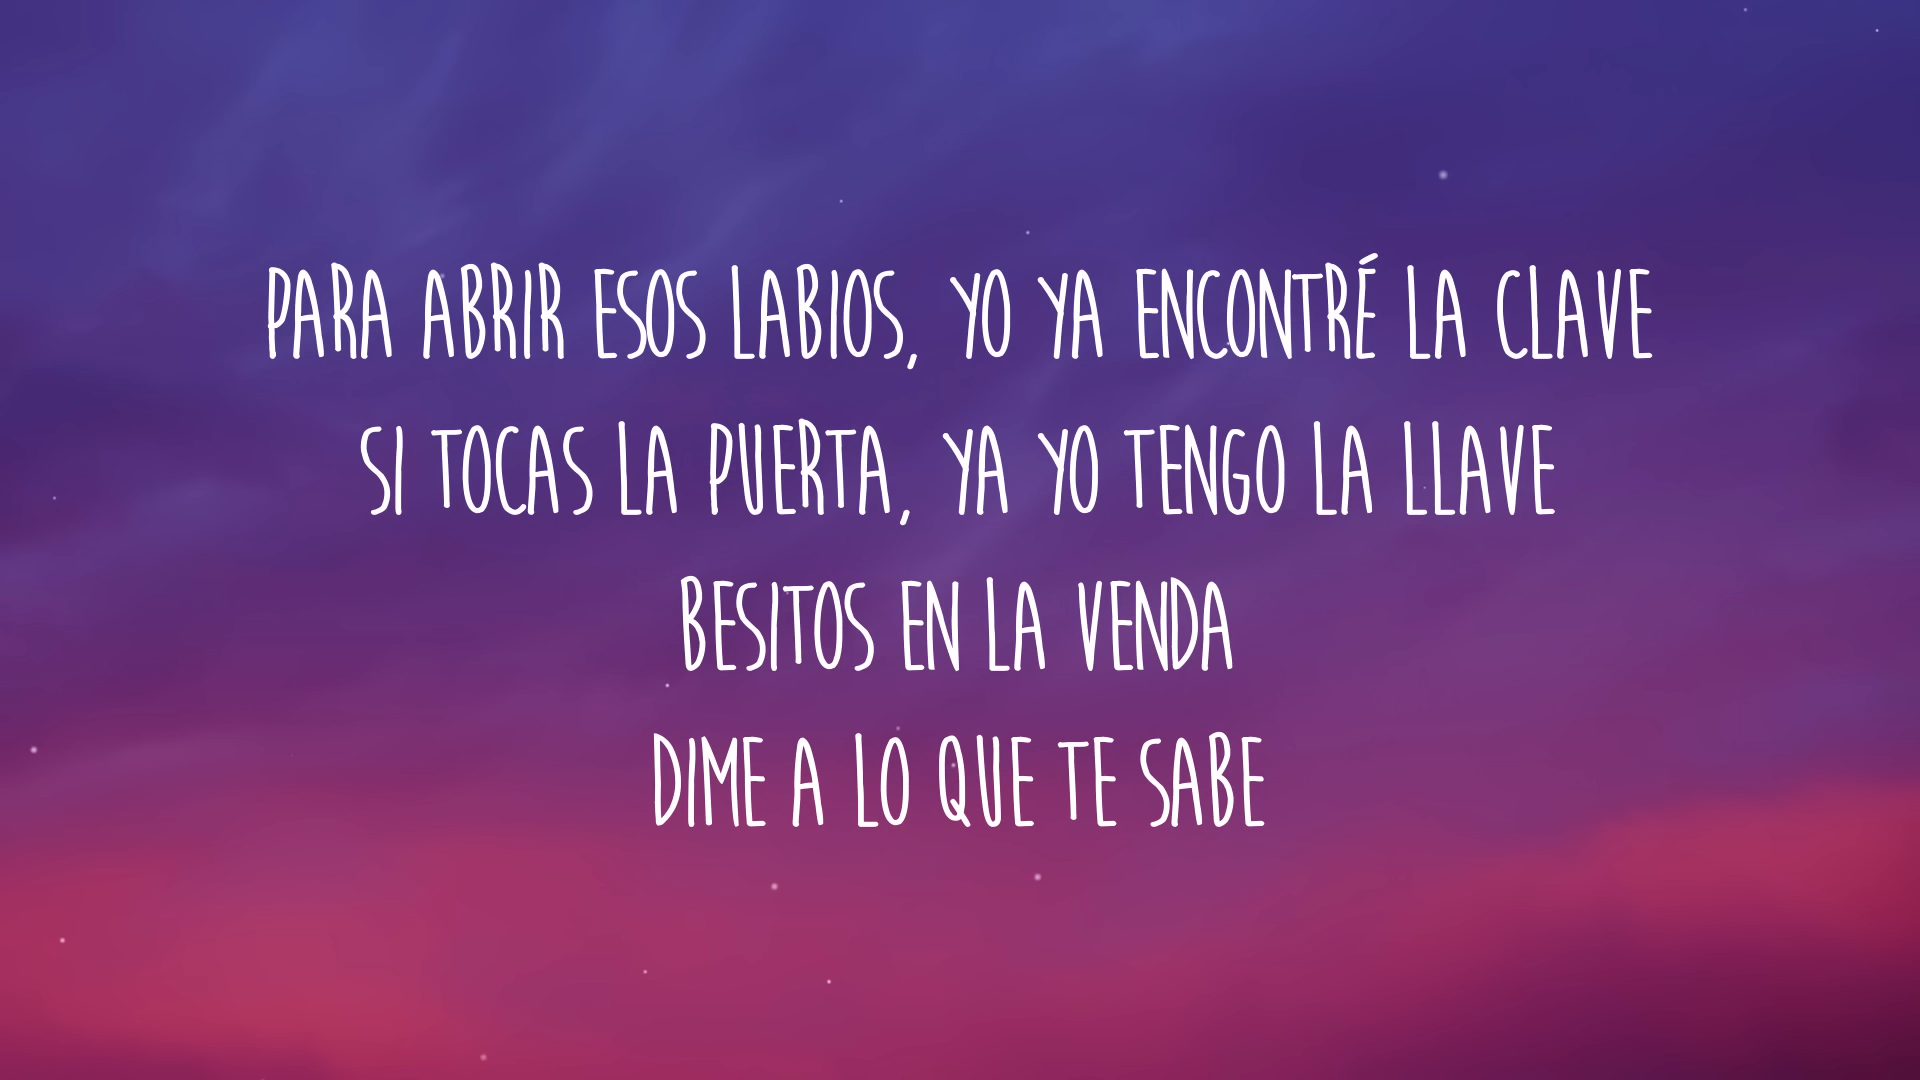 PARA ABRIR ESOS LABIOS, YO YA ENCONTRÉ LA CLAVE
SI TOCAS LA PUERTA, YA YO TENGO LA LLAVE
BESITOS EN LA VENDA
DIME A LO QUE TE SABE